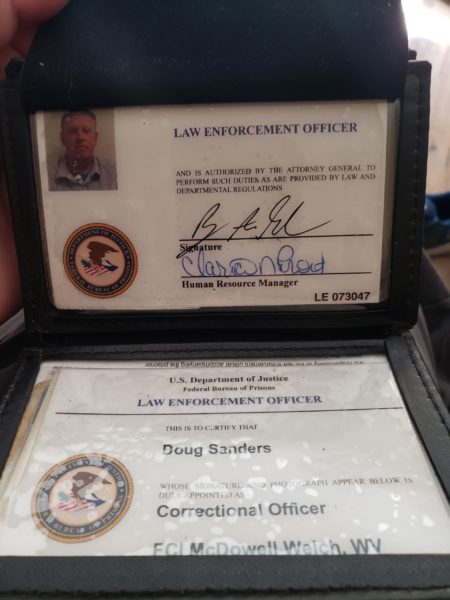 LAW ENFORCEMENT OFFICER
AND IS AUTHORIZED BY THE ATTORNEY GENERAL TO
PERFORM SUCH DUTIES AS ARE PROVIDED BY LAW AND
DEPARTMENTAL REGULATIONS
Signature
Human Resource Manager
LE 073047
U.S. Department of Justice
Federal Bureau of Prisons
LAW ENFORCEMENT OFFICER
THIS IS TO CERTIFY THAT
Doug Sanders
WHOSE SIGNATURE AND PHOTOGRAPH APPEAR BELOW IS
DULY APPOINTED AS
Correctional Officer
FCI McDowell Welch, WV